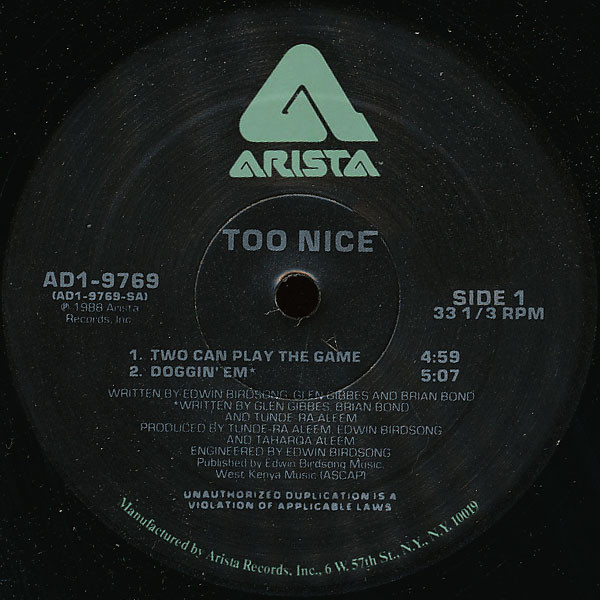 ARISTA™
TOO NICE
AD1-9769
(AD1-9769-SA)
℗ 1988 Arista
Records, Inc.
SIDE 1
33 1/3 RPM
1. TWO CAN PLAY THE GAME 4:59
2. DOGGIN' EM* 5:07
WRITTEN BY EDWIN BIRDSONG, GLEN GIBBES AND BRIAN BOND
*WRITTEN BY GLEN GIBBES, BRIAN BOND
AND TUNDE-RA ALEEM
PRODUCED BY TUNDE-RA ALEEM, EDWIN BIRDSONG
AND TAHARQA ALEEM
ENGINEERED BY EDWIN BIRDSONG
Published by Edwin Birdsong Music.
West Kenya Music (ASCAP)
UNAUTHORIZED DUPLICATION IS A
VIOLATION OF APPLICABLE LAWS
Manufactured by Arista Records, Inc., 6 W. 57th St., N.Y., N.Y. 10019